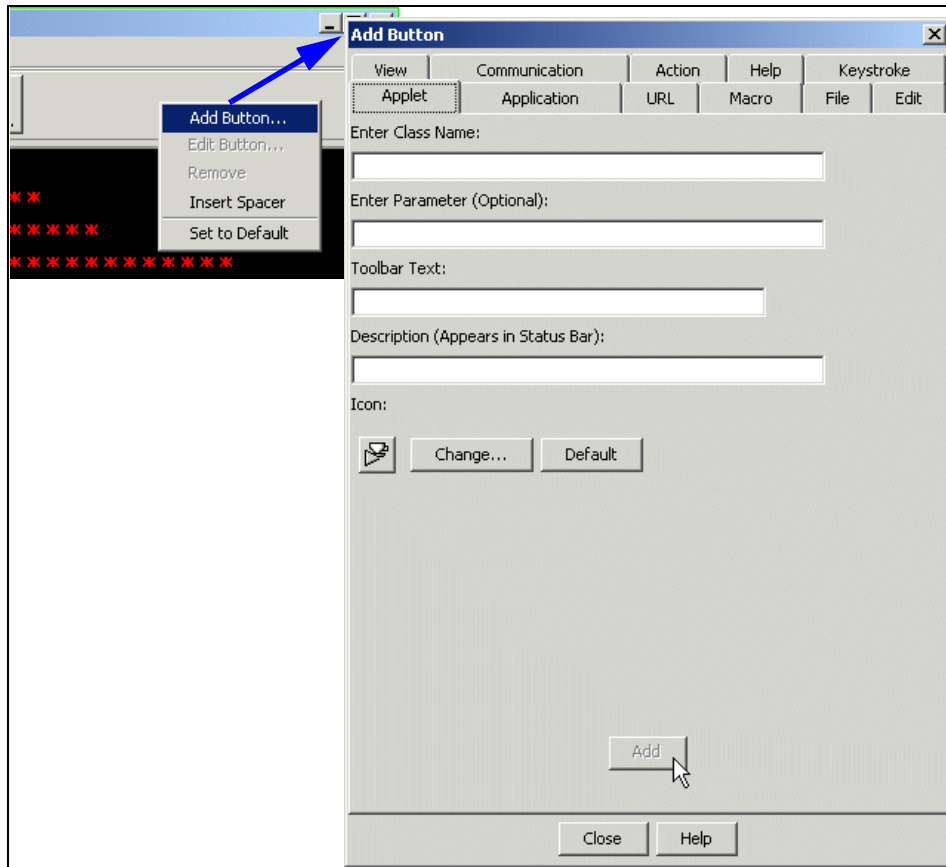 Add Button
View Communication Action Help Keystroke
Applet Application URL Macro File Edit
Add Button...
Edit Button...
Remove
Insert Spacer
Set to Default
* *
* * * * *
* * * * * * * * * * * *
Enter Class Name:
Enter Parameter (Optional):
Toolbar Text:
Description (Appears in Status Bar):
Icon:
Change... Default
Add
Close Help